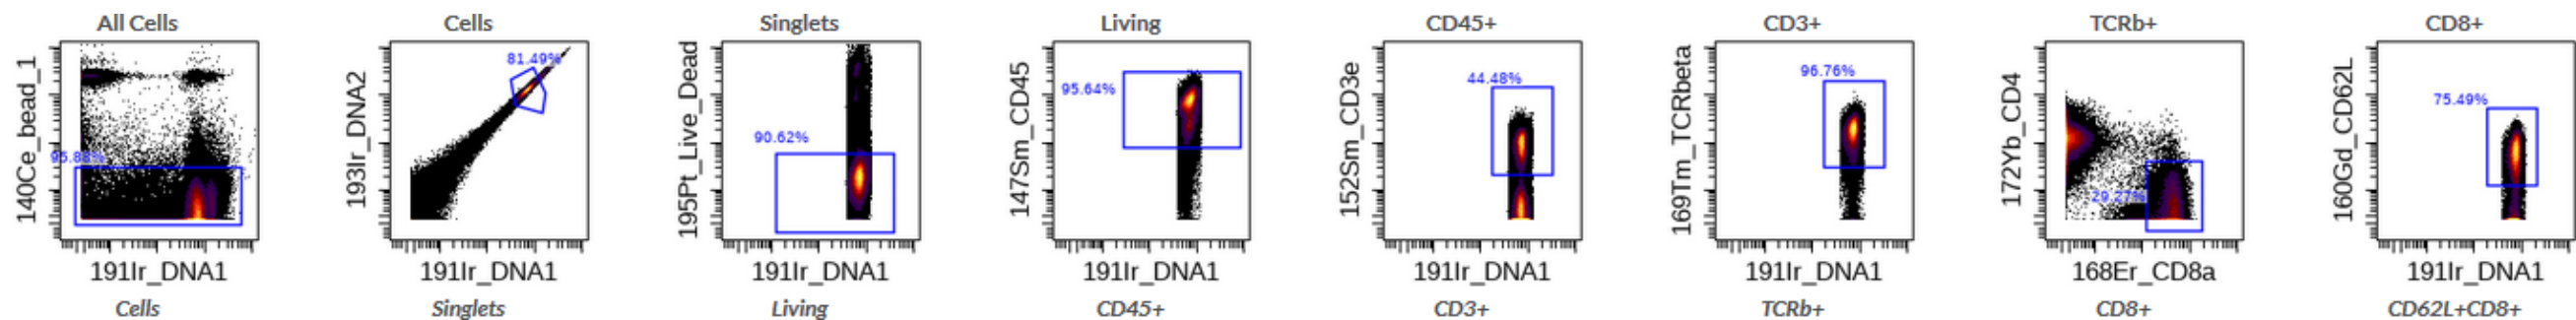 All Cells
Cells
Singlets
Living
CD45+
CD3+
TCRb+
CD8+
140Ce_bead_1
95.88%
193Ir_DNA2
81.49%
195Pt_Live_Dead
90.62%
147Sm_CD45
95.64%
152Sm_CD3e
44.48%
169Tm_TCRbeta
96.76%
172Yb_CD4
29.27%
160Gd_CD62L
75.49%
191Ir_DNA1
191Ir_DNA1
191Ir_DNA1
191Ir_DNA1
191Ir_DNA1
191Ir_DNA1
168Er_CD8a
191Ir_DNA1
Cells
Singlets
Living
CD45+
CD3+
TCRb+
CD8+
CD62L+CD8+